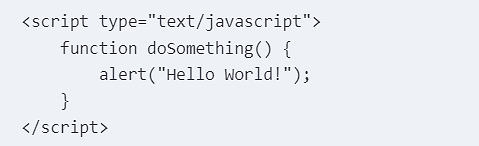 <script type="text/javascript">
    function doSomething() {
        alert("Hello World!");
    }
</script>